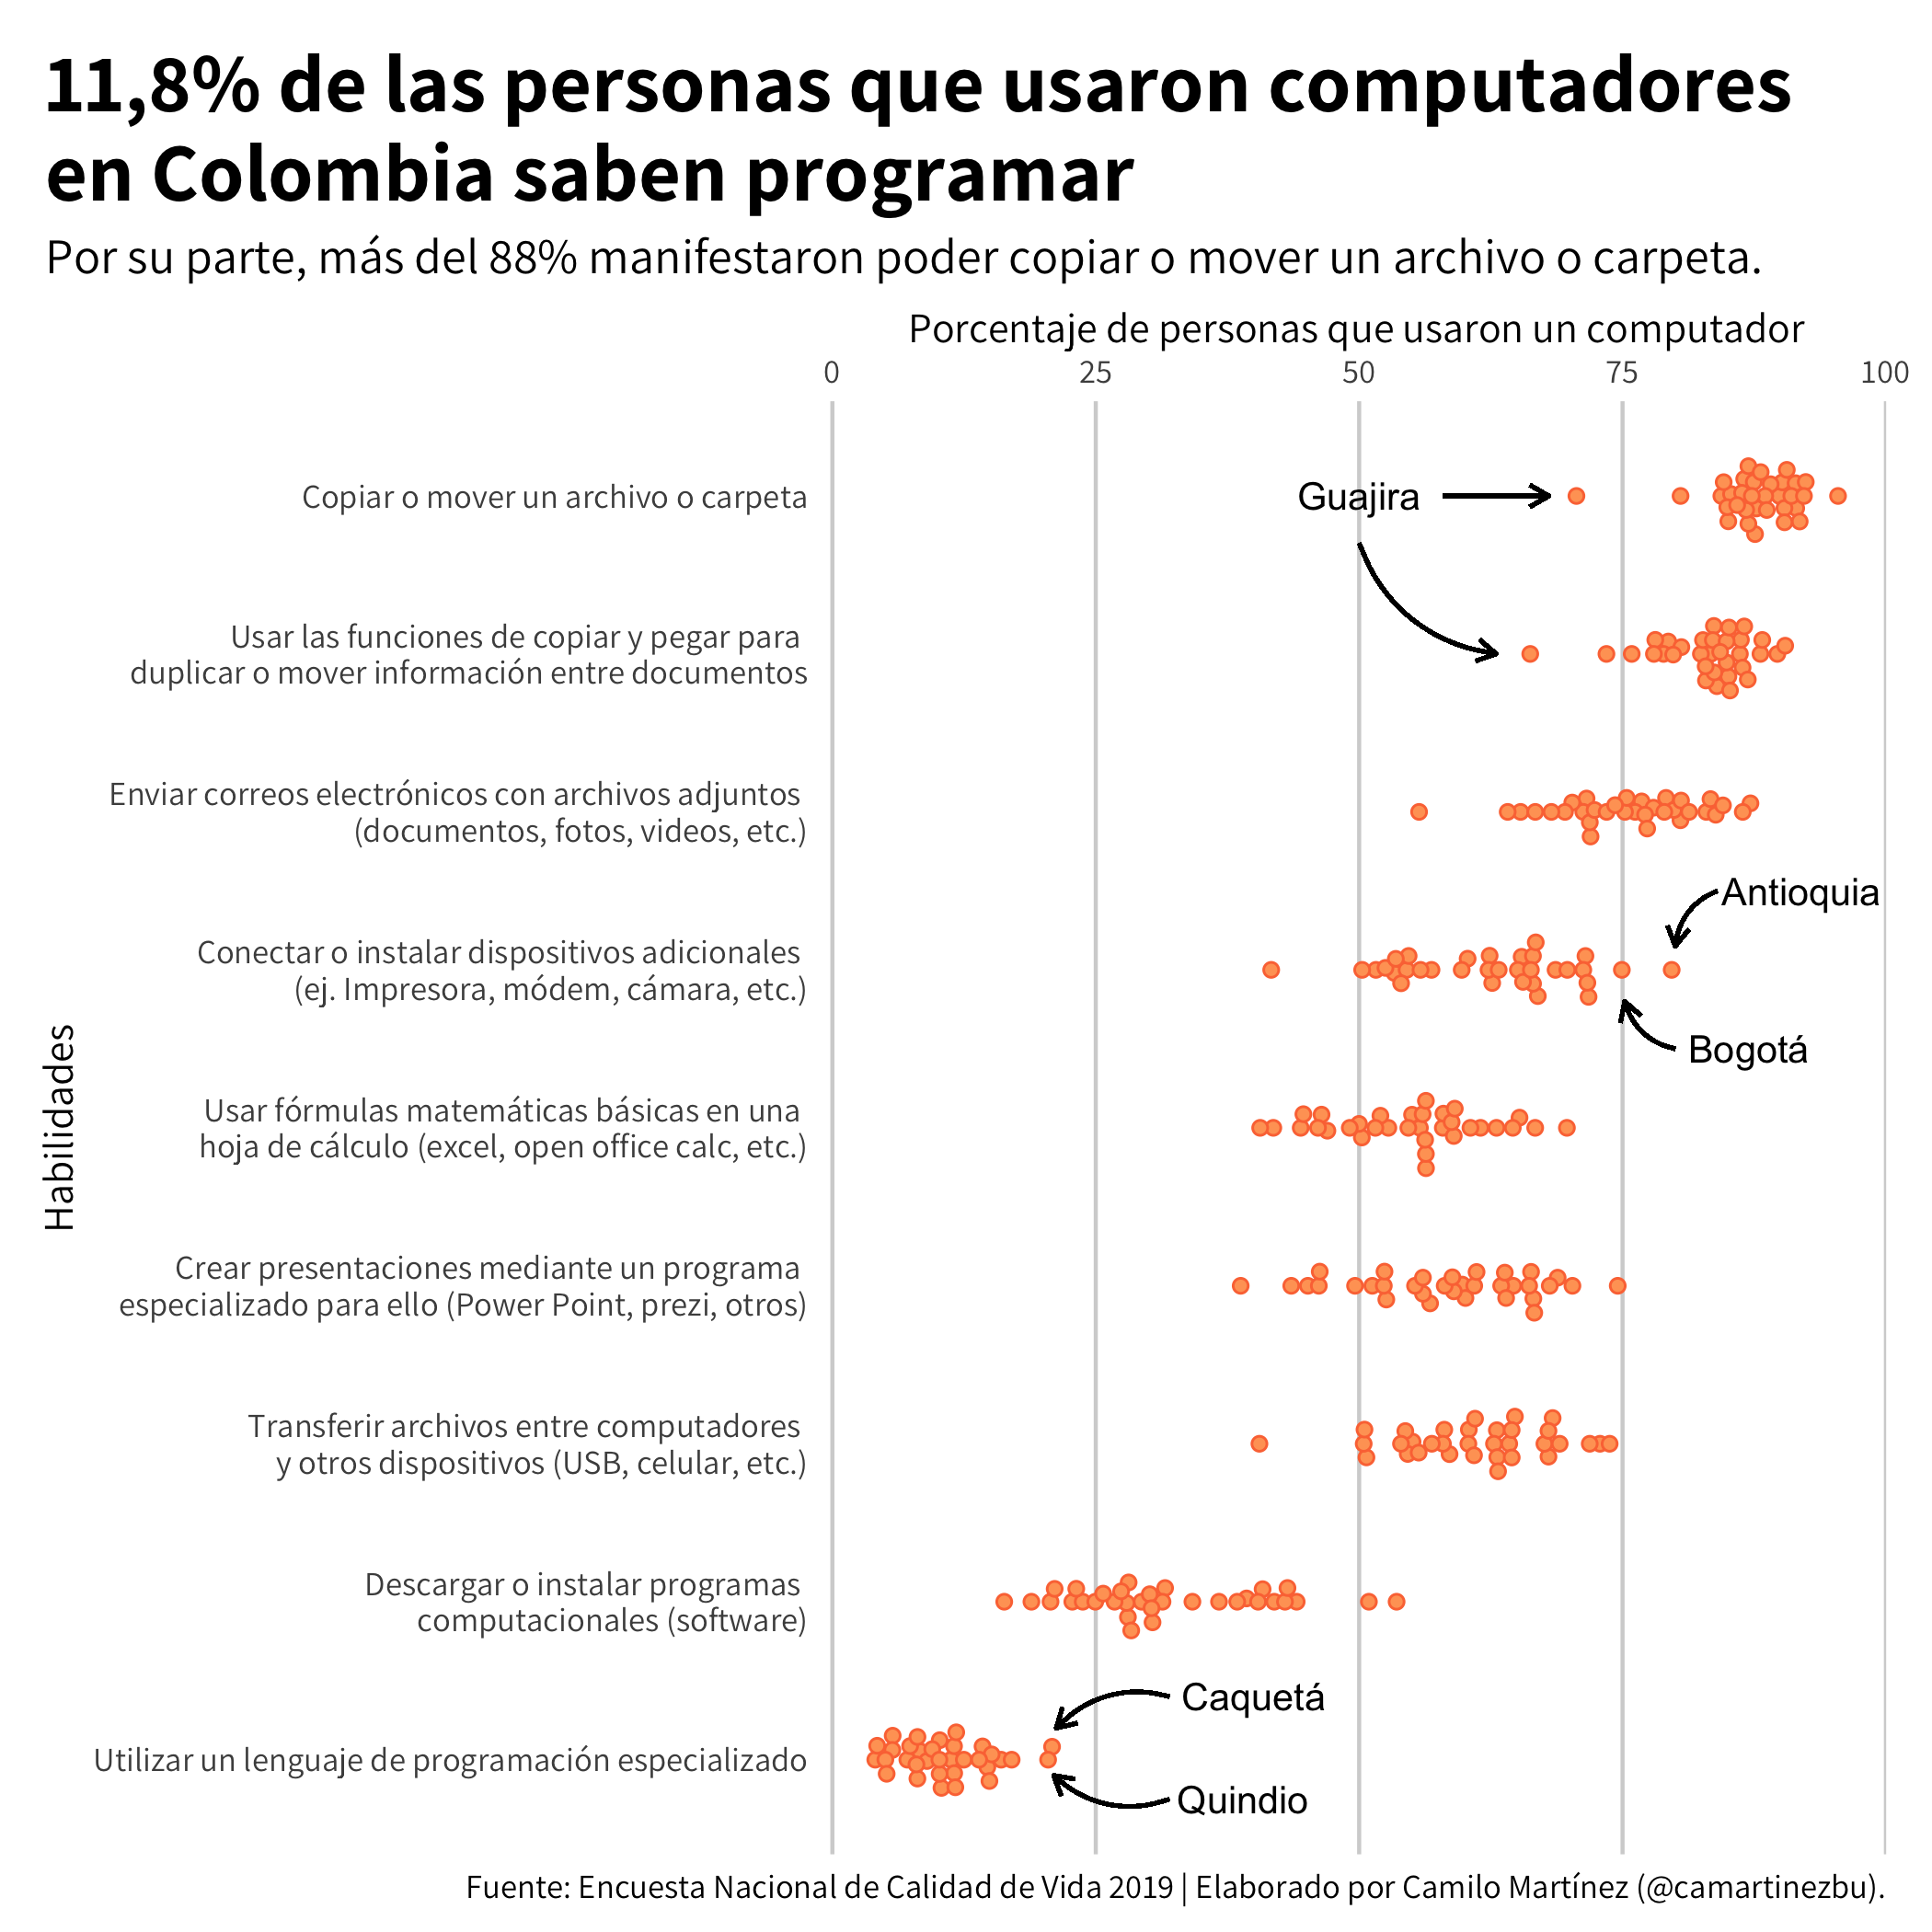 11,8% de las personas que usaron computadores
en Colombia saben programar
Por su parte, más del 88% manifestaron poder copiar o mover un archivo o carpeta.
Porcentaje de personas que usaron un computador
0 25 50 75 100
Copiar o mover un archivo o carpeta
Guajira
Usar las funciones de copiar y pegar para
duplicar o mover información entre documentos
Enviar correos electrónicos con archivos adjuntos
(documentos, fotos, videos, etc.)
Antioquia
Conectar o instalar dispositivos adicionales
(ej. Impresora, módem, cámara, etc.)
Bogotá
Habilidades
Usar fórmulas matemáticas básicas en una
hoja de cálculo (excel, open office calc, etc.)
Crear presentaciones mediante un programa
especializado para ello (Power Point, prezi, otros)
Transferir archivos entre computadores
y otros dispositivos (USB, celular, etc.)
Descargar o instalar programas
computacionales (software)
Caquetá
Utilizar un lenguaje de programación especializado
Quindio
Fuente: Encuesta Nacional de Calidad de Vida 2019 | Elaborado por Camilo Martínez (@camartinezbu).